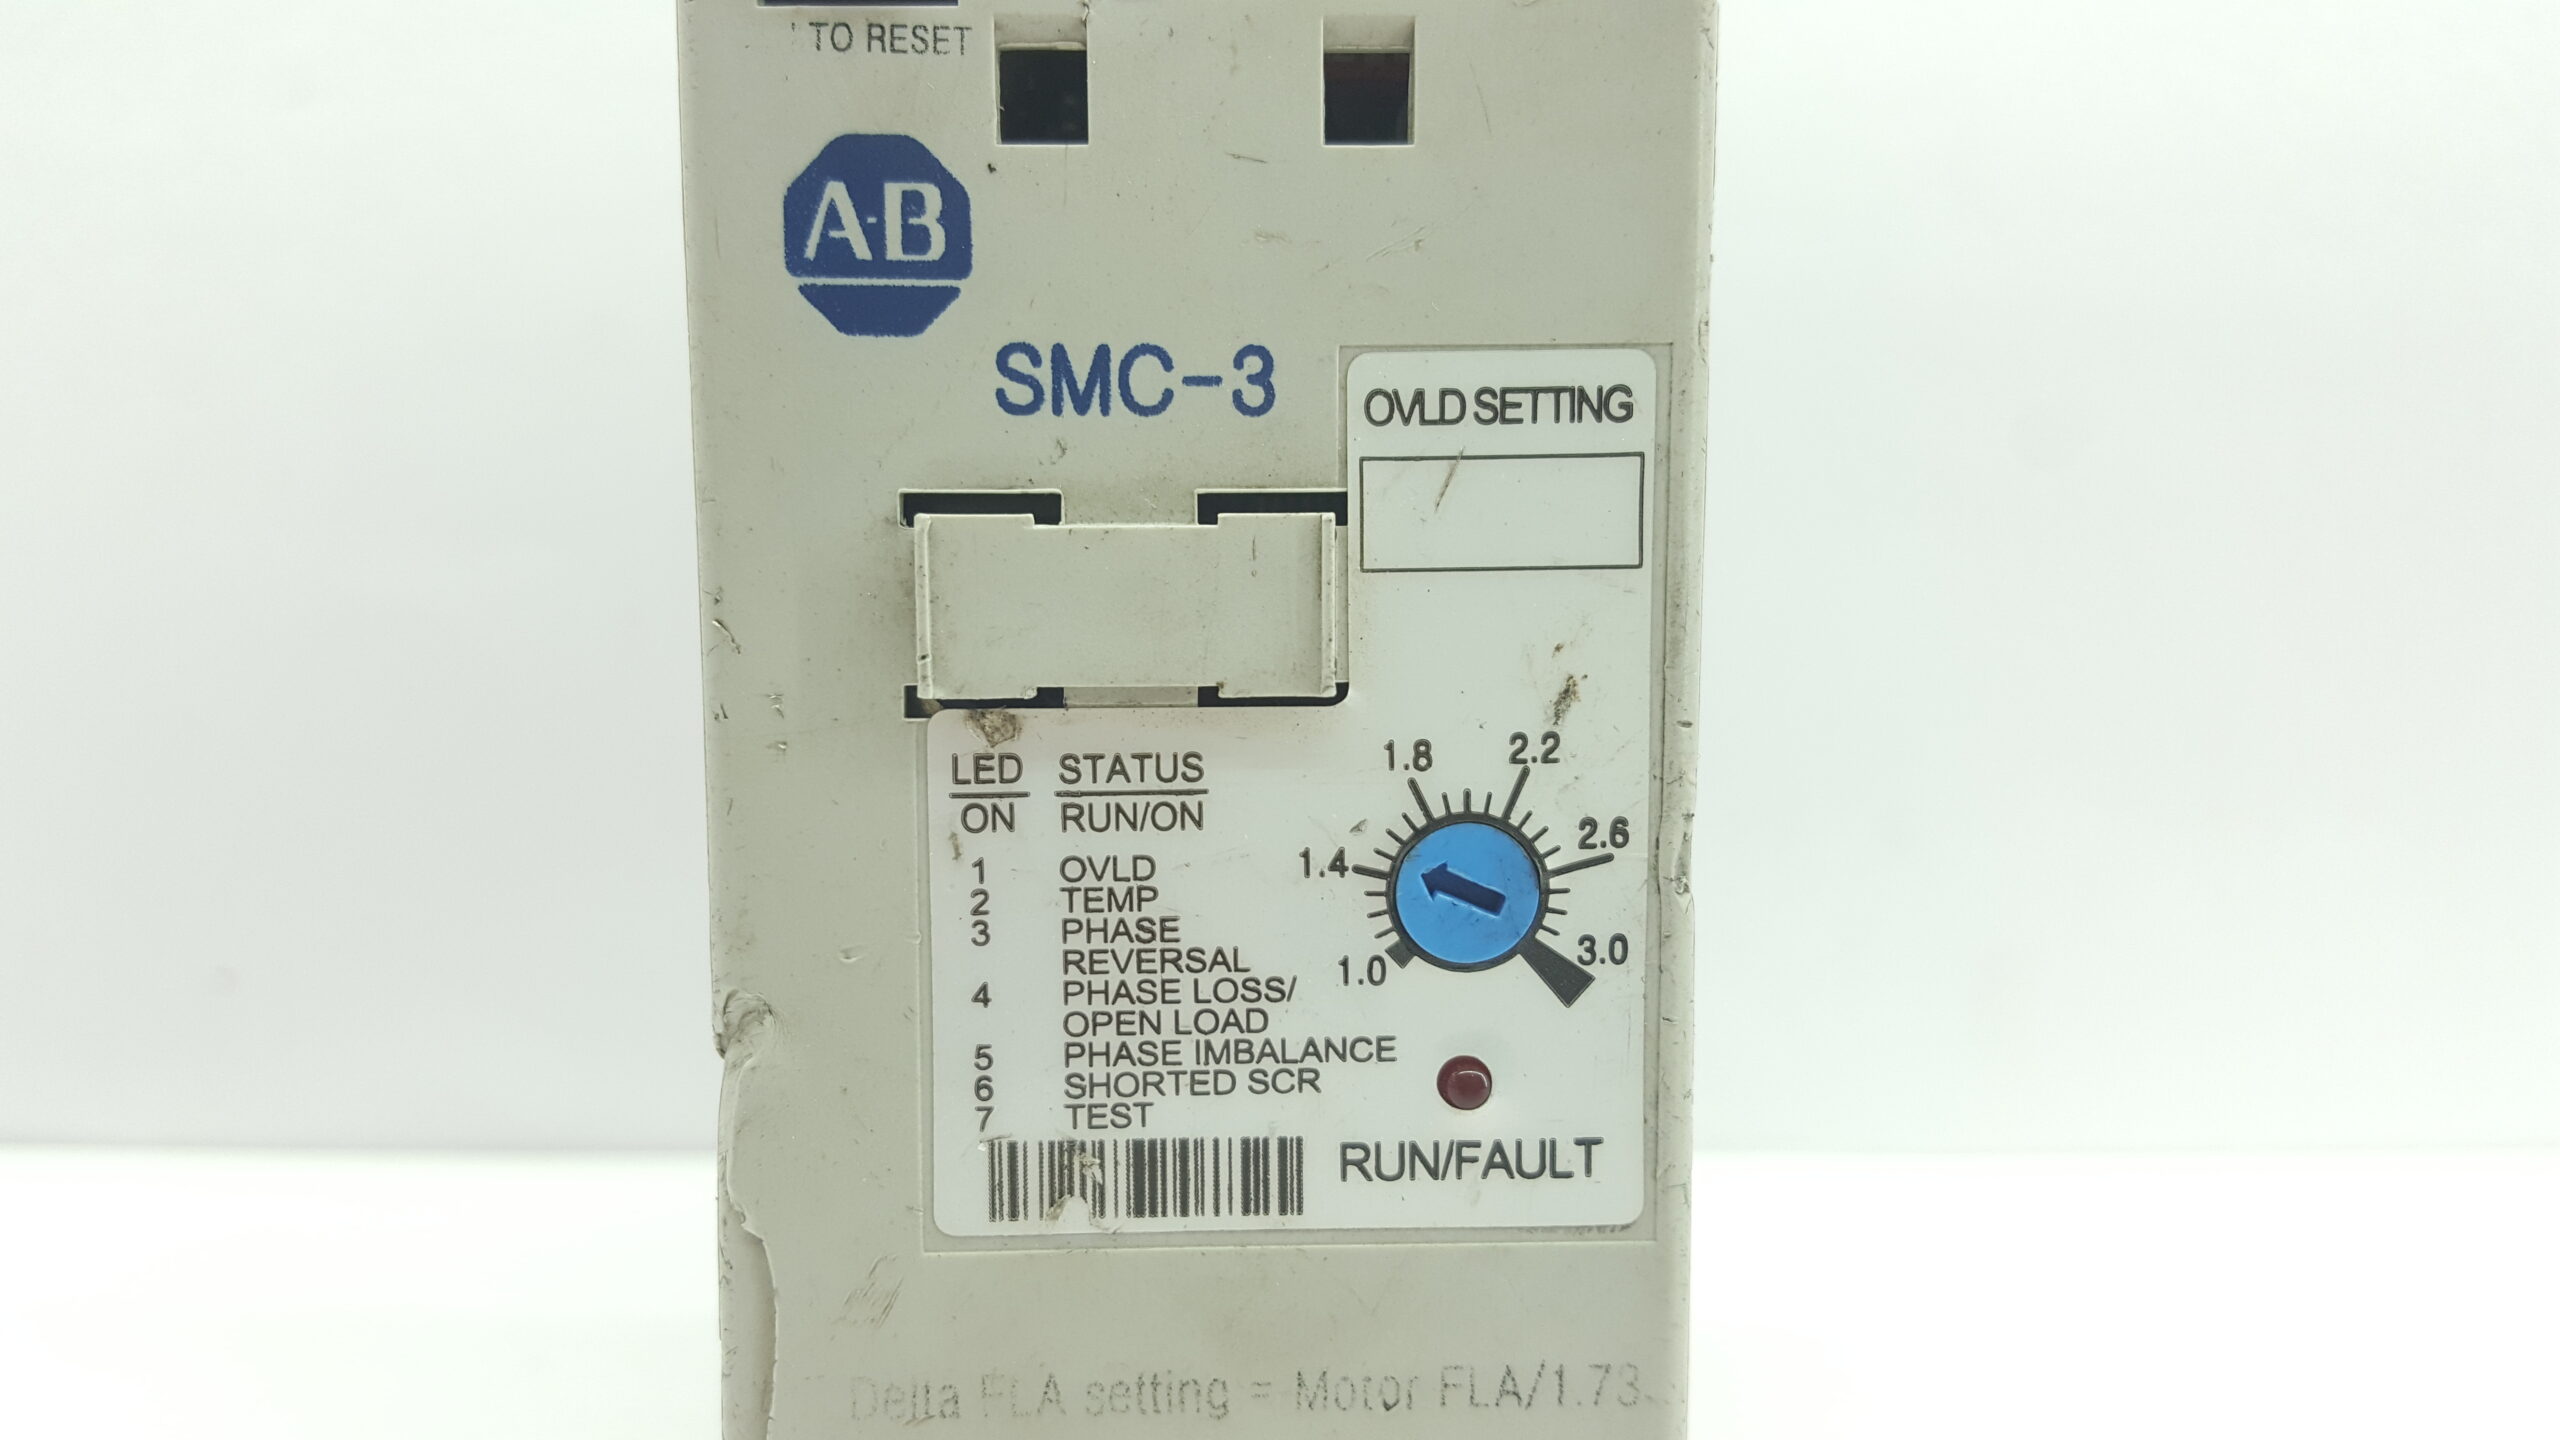 TO RESET
A-B
SMC-3
OVLD SETTING
LED STATUS
ON RUN/ON
1 OVLD
2 TEMP
3 PHASE
REVERSAL
4 PHASE LOSS/
OPEN LOAD
5 PHASE IMBALANCE
6 SHORTED SCR
7 TEST
1.0
1.4
1.8
2.2
2.6
3.0
RUN/FAULT
Delta FLA setting = Motor FLA/1.73